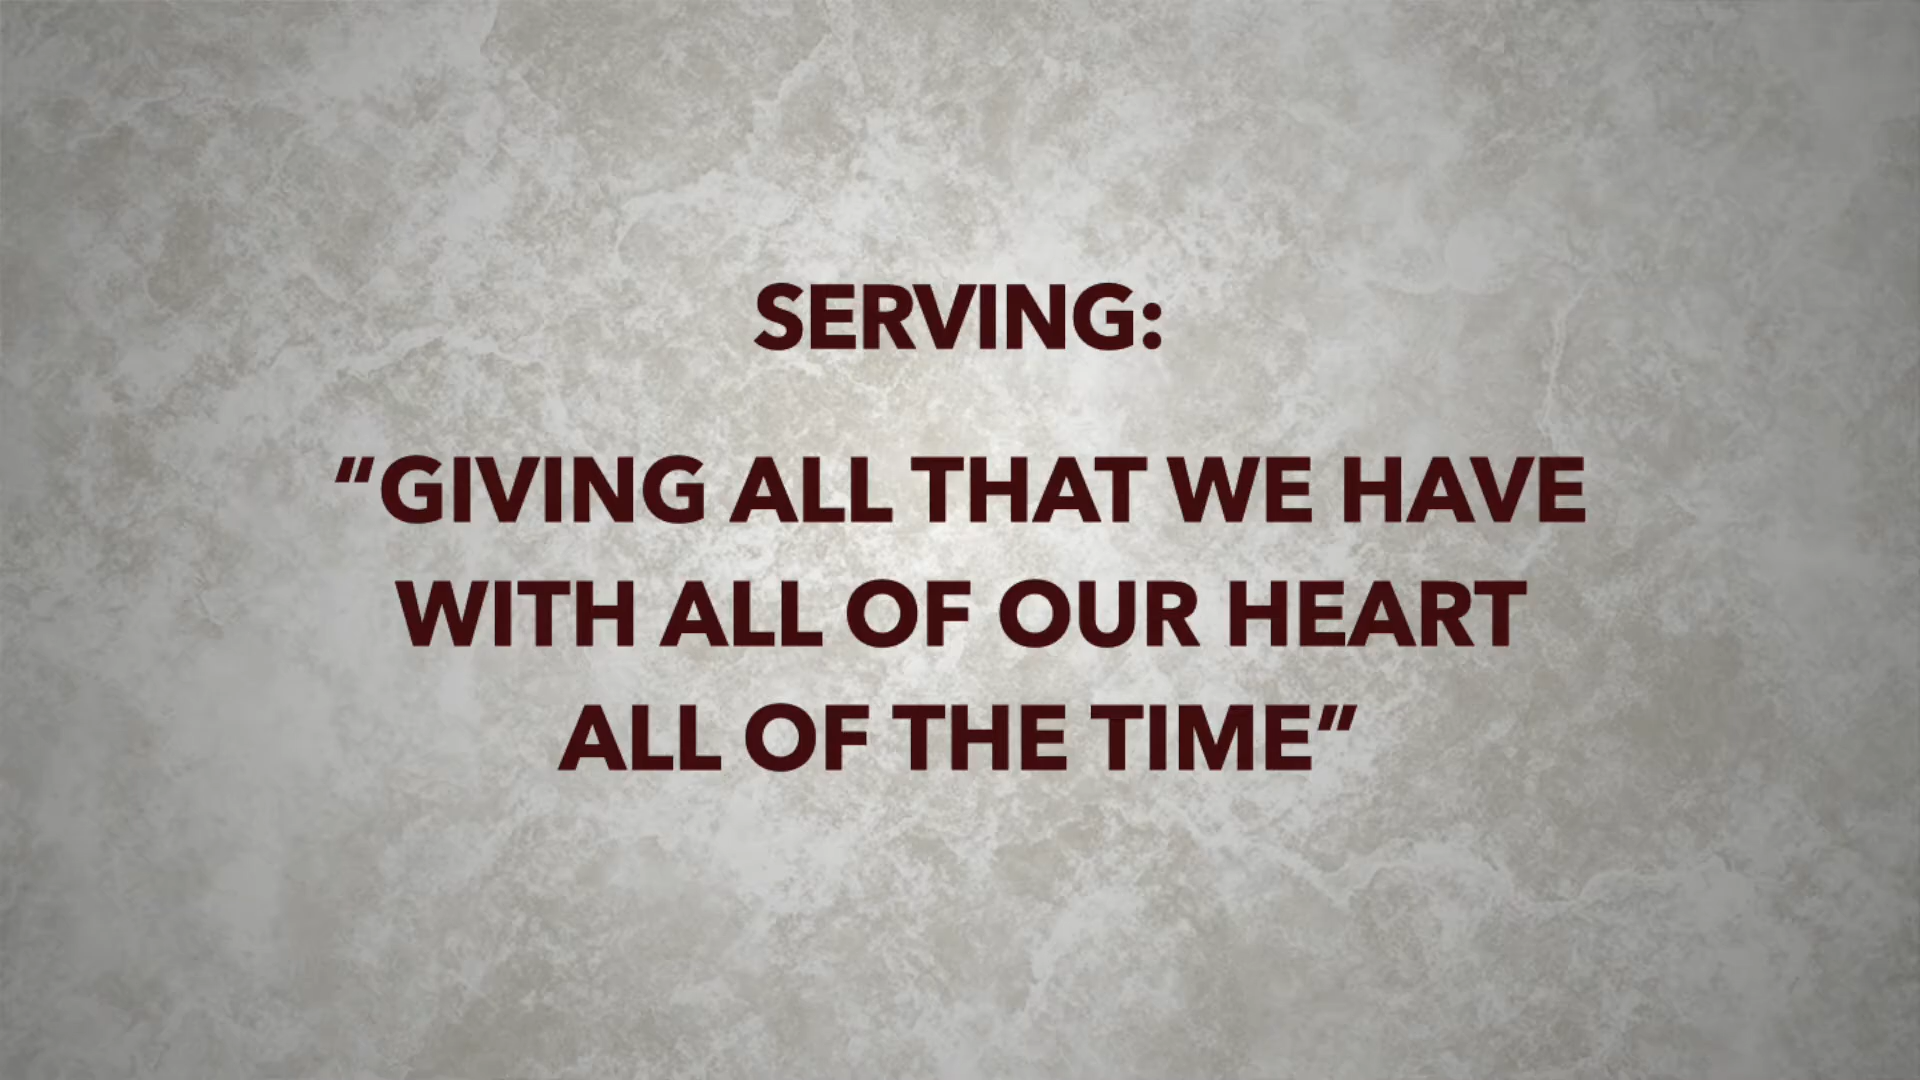 SERVING:
“GIVING ALL THAT WE HAVE
WITH ALL OF OUR HEART
ALL OF THE TIME”